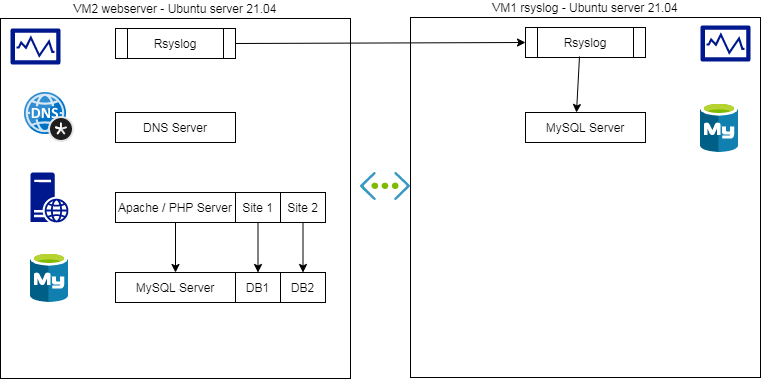 VM2 webserver - Ubuntu server 21.04
VM1 rsyslog - Ubuntu server 21.04
Rsyslog
Rsyslog
DNS
*
DNS Server
MySQL Server
My
Apache / PHP Server
Site 1
Site 2
My
MySQL Server
DB1
DB2